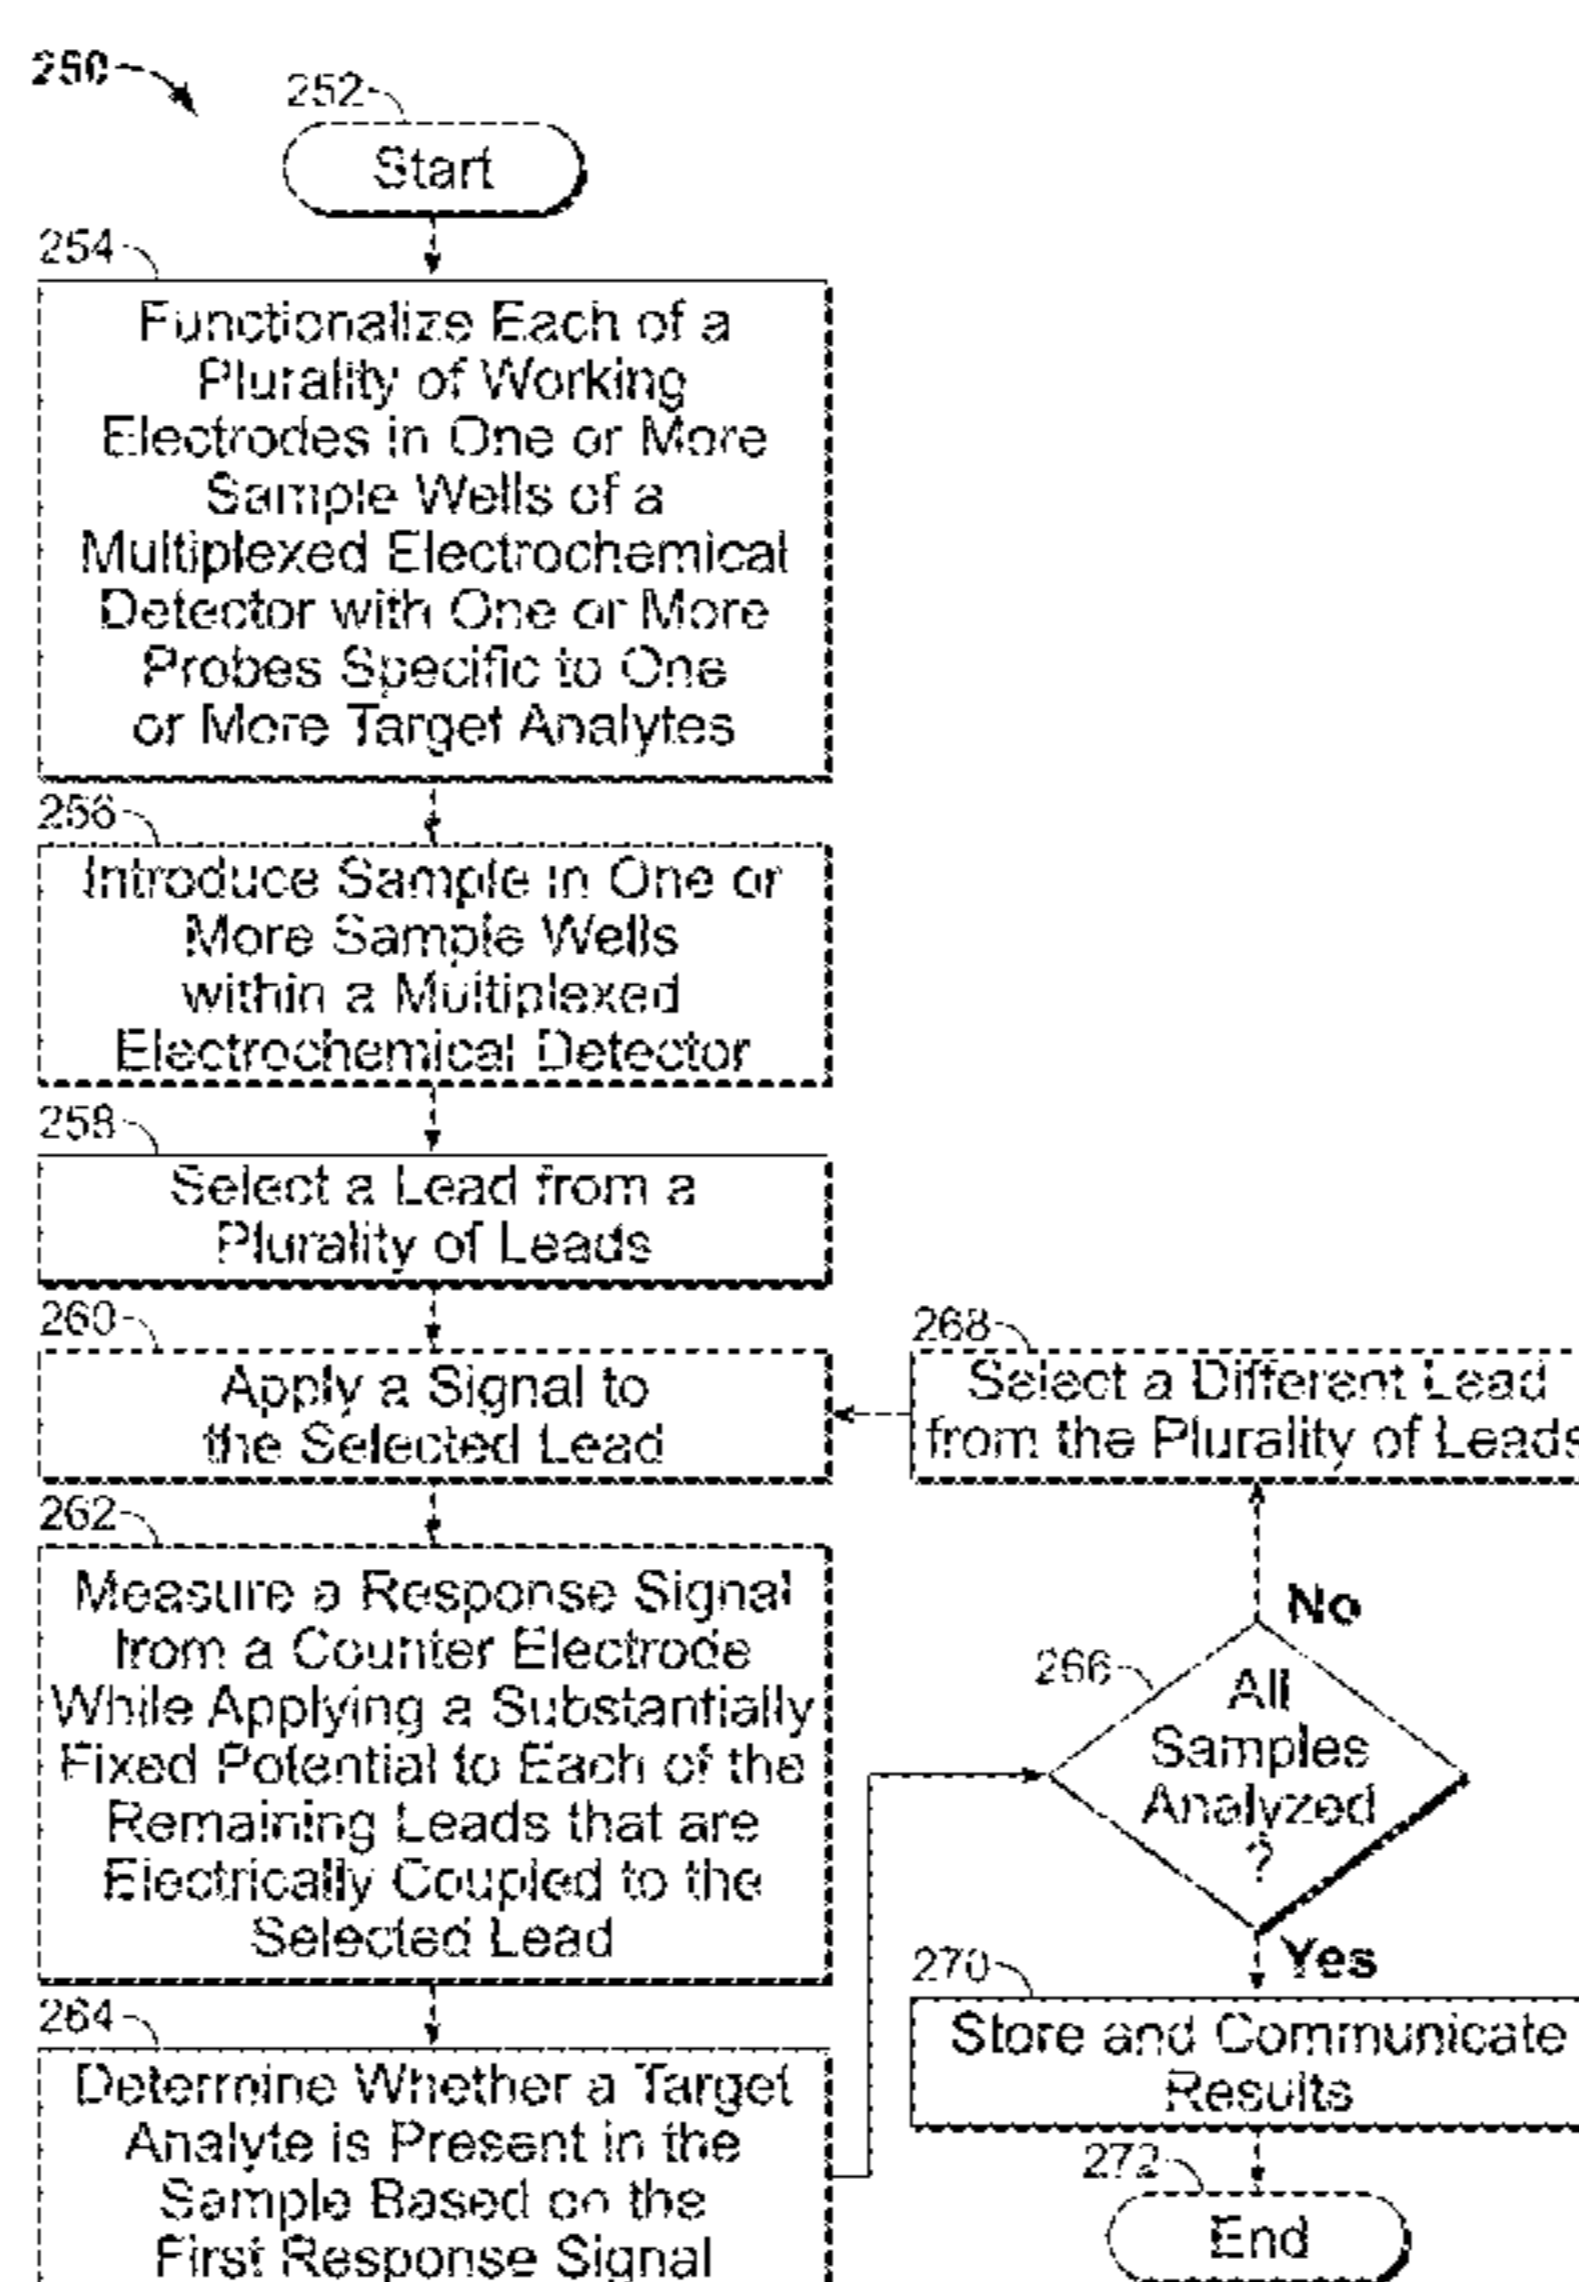 250
252
Start
254
Functionalize Each of a
Plurality of Working
Electrodes in One or More
Sample Wells of a
Multiplexed Electrochemical
Detector with One or More
Probes Specific to One
or More Target Analytes
256
Introduce Sample in One or
More Sample Wells
within a Multiplexed
Electrochemical Detector
258
Select a Lead from a
Plurality of Leads
260
Apply a Signal to
the Selected Lead
262
Measure a Response Signal
from a Counter Electrode
While Applying a Substantially
Fixed Potential to Each of the
Remaining Leads that are
Electrically Coupled to the
Selected Lead
264
Determine Whether a Target
Analyte is Present in the
Sample Based on the
First Response Signal
268
Select a Different Lead
from the Plurality of Leads
No
266
All
Samples
Analyzed
?
Yes
270
Store and Communicate
Results
272
End